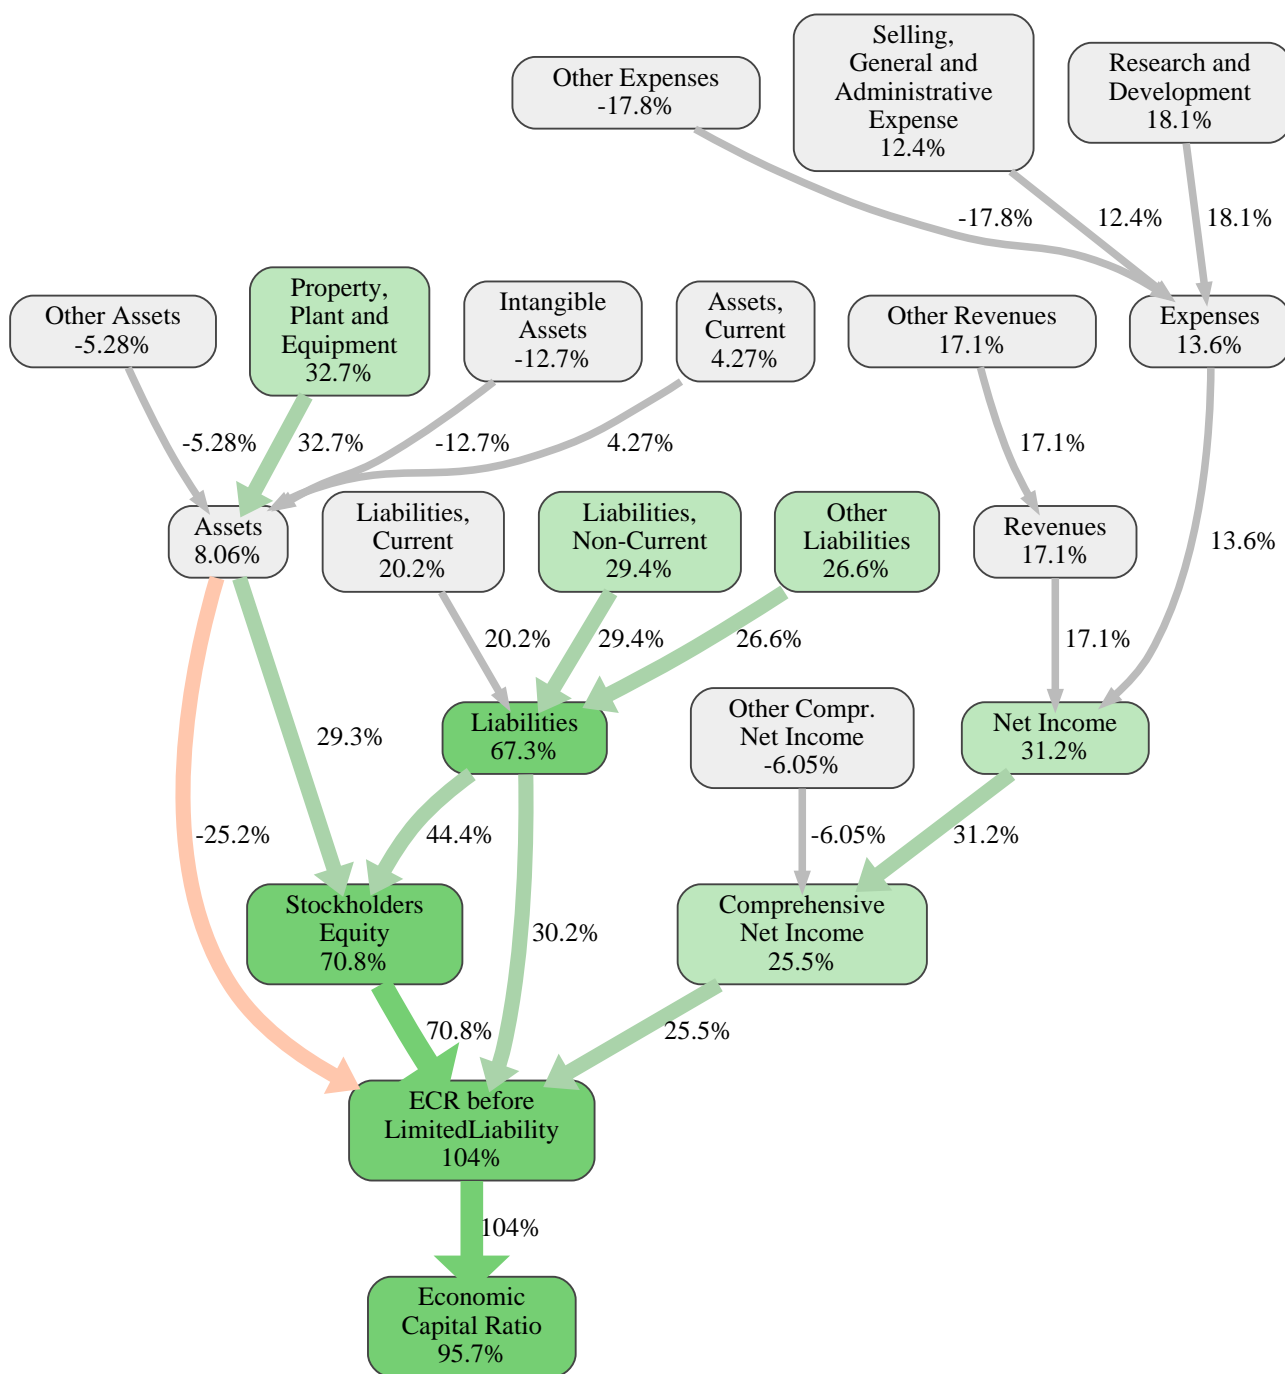 Selling,
General and
Administrative
Expense
12.4%
Other Expenses
-17.8%
Research and
Development
18.1%
-17.8%
12.4%
18.1%
Other Assets
-5.28%
Property,
Plant and
Equipment
32.7%
Intangible
Assets
-12.7%
Assets,
Current
4.27%
Other Revenues
17.1%
Expenses
13.6%
-5.28%
32.7%
-12.7%
4.27%
17.1%
Assets
8.06%
Liabilities,
Current
20.2%
Liabilities,
Non-Current
29.4%
Other
Liabilities
26.6%
Revenues
17.1%
13.6%
20.2%
29.4%
26.6%
17.1%
29.3%
Liabilities
67.3%
Other Compr.
Net Income
-6.05%
Net Income
31.2%
-25.2%
44.4%
-6.05%
31.2%
Stockholders
Equity
70.8%
30.2%
Comprehensive
Net Income
25.5%
70.8%
25.5%
ECR before
LimitedLiability
104%
104%
Economic
Capital Ratio
95.7%